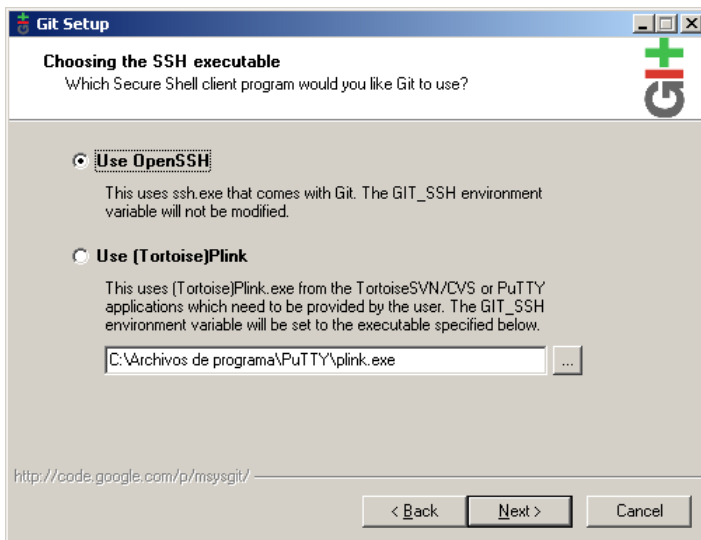 Git Setup
Choosing the SSH executable
Which Secure Shell client program would you like Git to use?
GIt
Use OpenSSH
This uses ssh.exe that comes with Git. The GIT_SSH environment
variable will not be modified.
Use (Tortoise)Plink
This uses (Tortoise)Plink.exe from the TortoiseSVN/CVS or PuTTY
applications which need to be provided by the user. The GIT_SSH
environment variable will be set to the executable specified below.
C:\Archivos de programa\PuTTY\plink.exe
...
http://code.google.com/p/msysgit/
< Back
Next >
Cancel